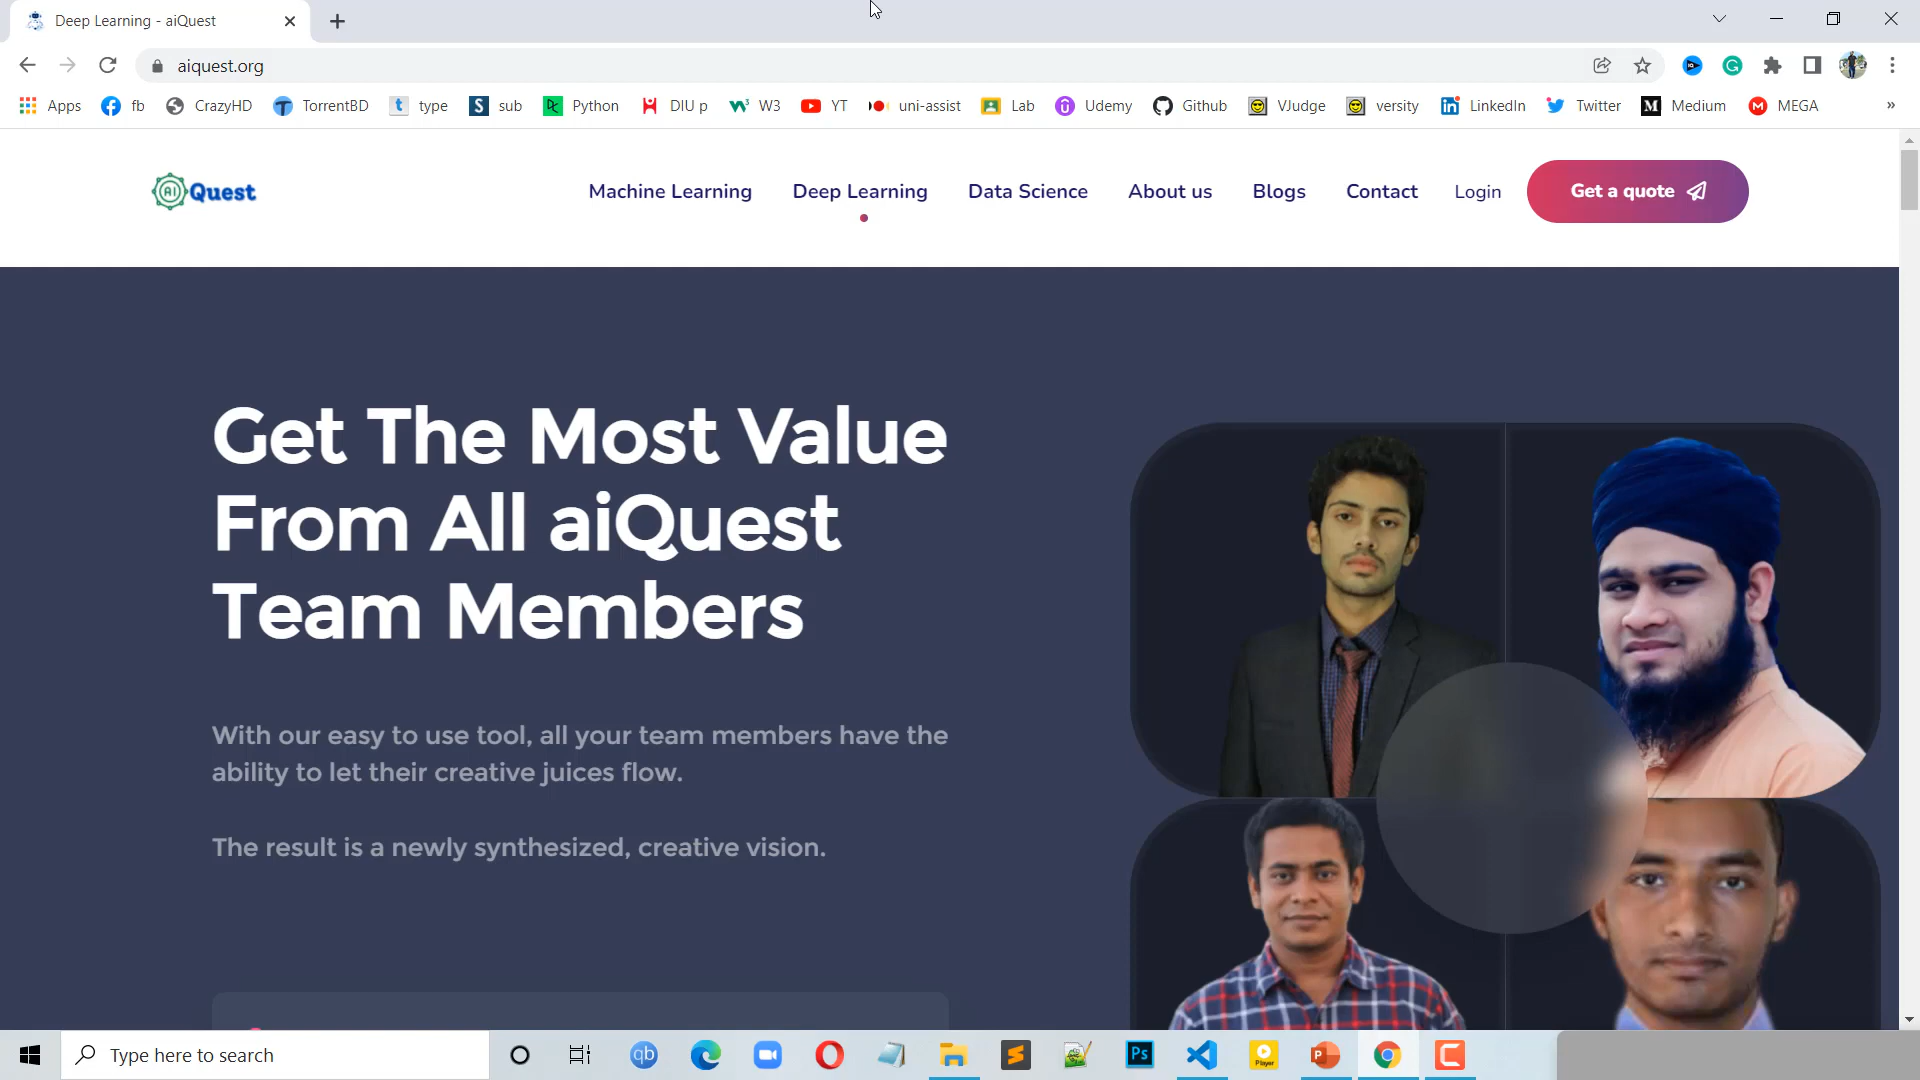 Deep Learning - aiQuest
aiquest.org
Apps fb CrazyHD TorrentBD type sub Python DIU p W3 YT uni-assist Lab Udemy Github VJudge versity LinkedIn Twitter Medium MEGA »
AI Quest Machine Learning Deep Learning Data Science About us Blogs Contact Login Get a quote
Get The Most Value
From All aiQuest
Team Members
With our easy to use tool, all your team members have the
ability to let their creative juices flow.
The result is a newly synthesized, creative vision.
Type here to search